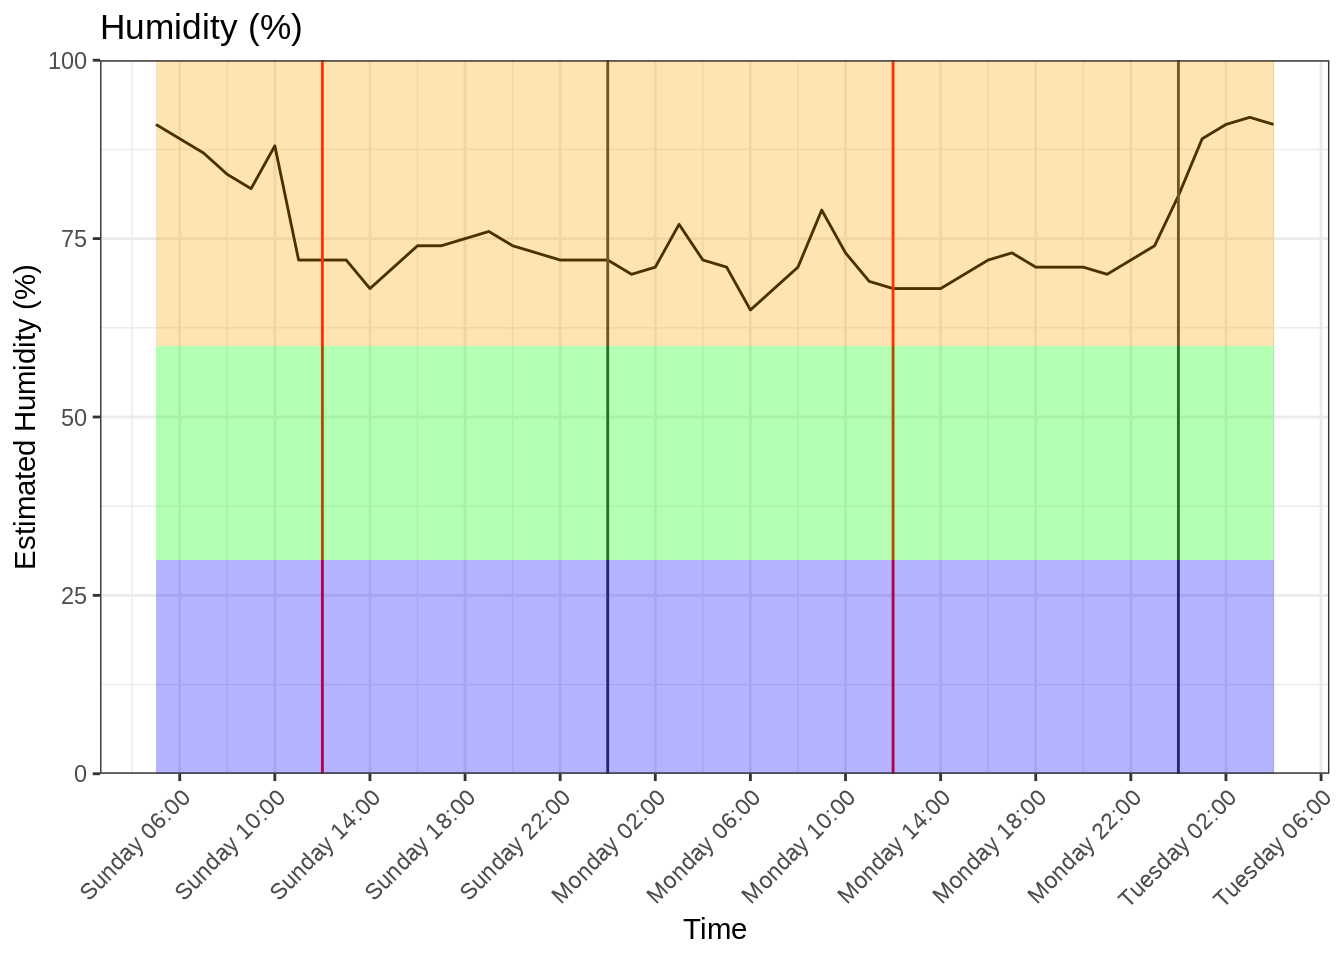 Humidity (%)
Estimated Humidity (%)
100
75
50
25
0
Sunday 06:00
Sunday 10:00
Sunday 14:00
Sunday 18:00
Sunday 22:00
Monday 02:00
Monday 06:00
Monday 10:00
Monday 14:00
Monday 18:00
Monday 22:00
Tuesday 02:00
Tuesday 06:00
Time